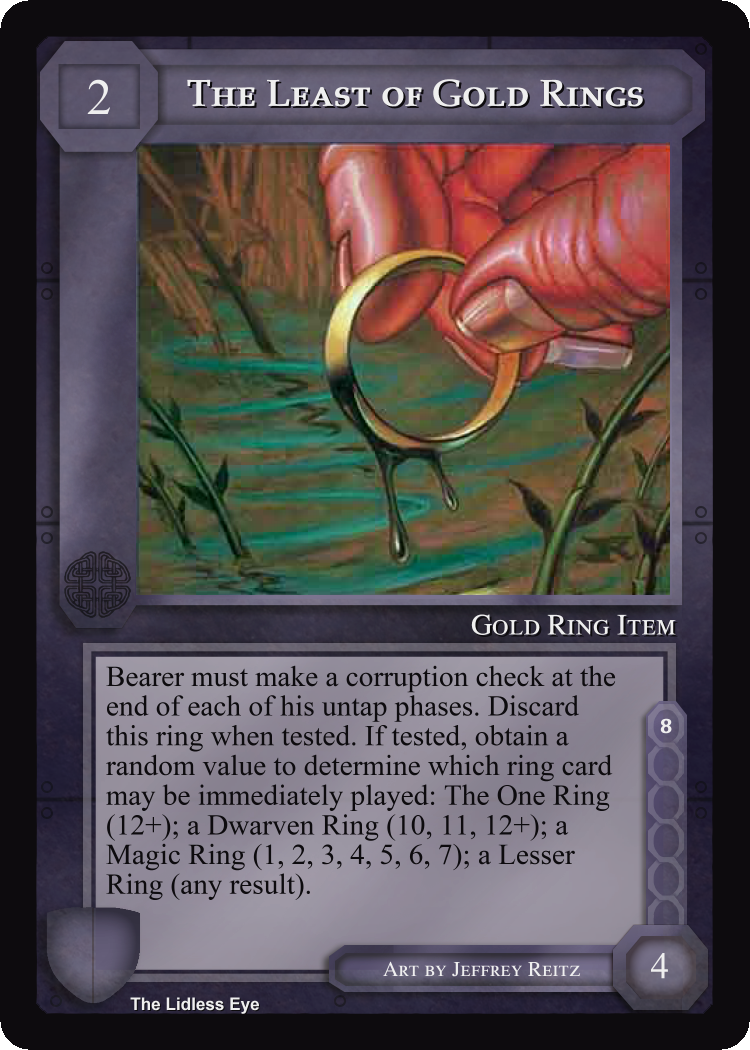 2
The Least of Gold Rings
Gold Ring Item
Bearer must make a corruption check at the
end of each of his untap phases. Discard
this ring when tested. If tested, obtain a
random value to determine which ring card
may be immediately played: The One Ring
(12+); a Dwarven Ring (10, 11, 12+); a
Magic Ring (1, 2, 3, 4, 5, 6, 7); a Lesser
Ring (any result).
8
Art by Jeffrey Reitz
4
The Lidless Eye